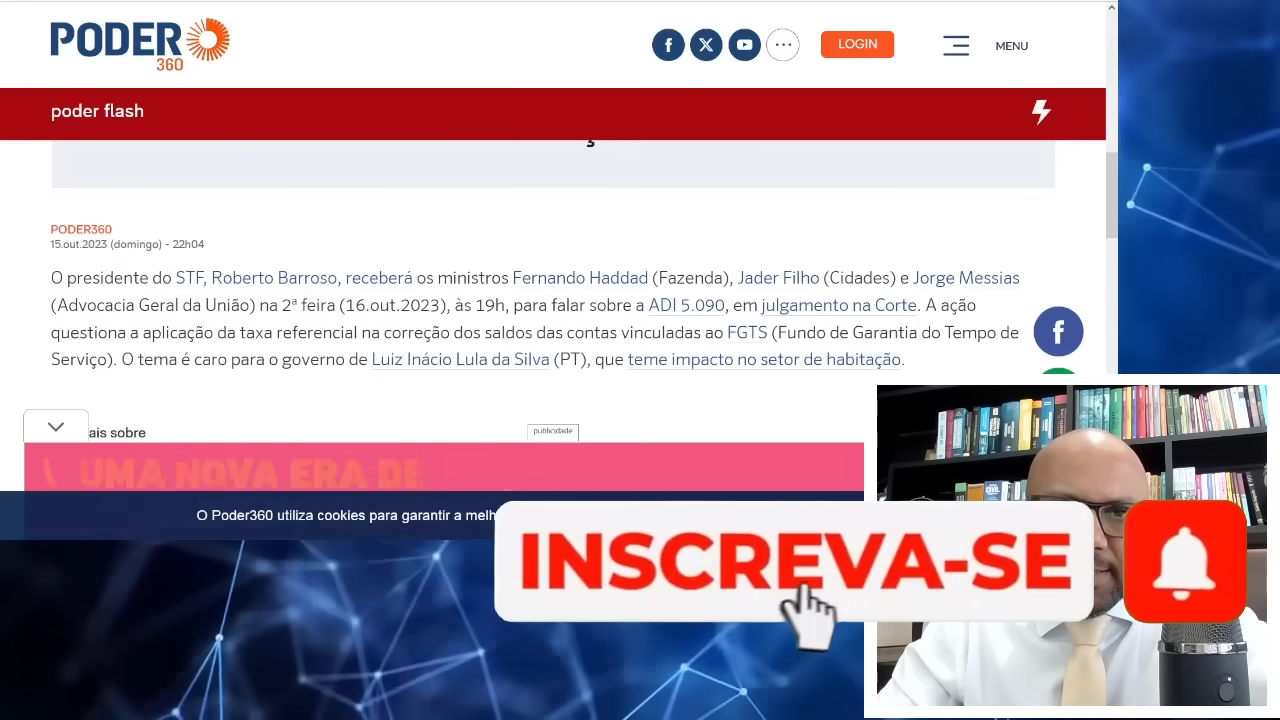 PODER
360
LOGIN
MENU
poder flash
PODER360
15.out.2023 (domingo) - 22h04
O presidente do STF, Roberto Barroso, receberá os ministros Fernando Haddad (Fazenda), Jader Filho (Cidades) e Jorge Messias
(Advocacia Geral da União) na 2ª feira (16.out.2023), às 19h, para falar sobre a ADI 5.090, em julgamento na Corte. A ação
questiona a aplicação da taxa referencial na correção dos saldos das contas vinculadas ao FGTS (Fundo de Garantia do Tempo de
Serviço). O tema é caro para o governo de Luiz Inácio Lula da Silva (PT), que teme impacto no setor de habitação.
ais sobre
publicidade
UMA NOVA ERA DE
O Poder360 utiliza cookies para garantir a melh
INSCREVA-SE
CIVIL